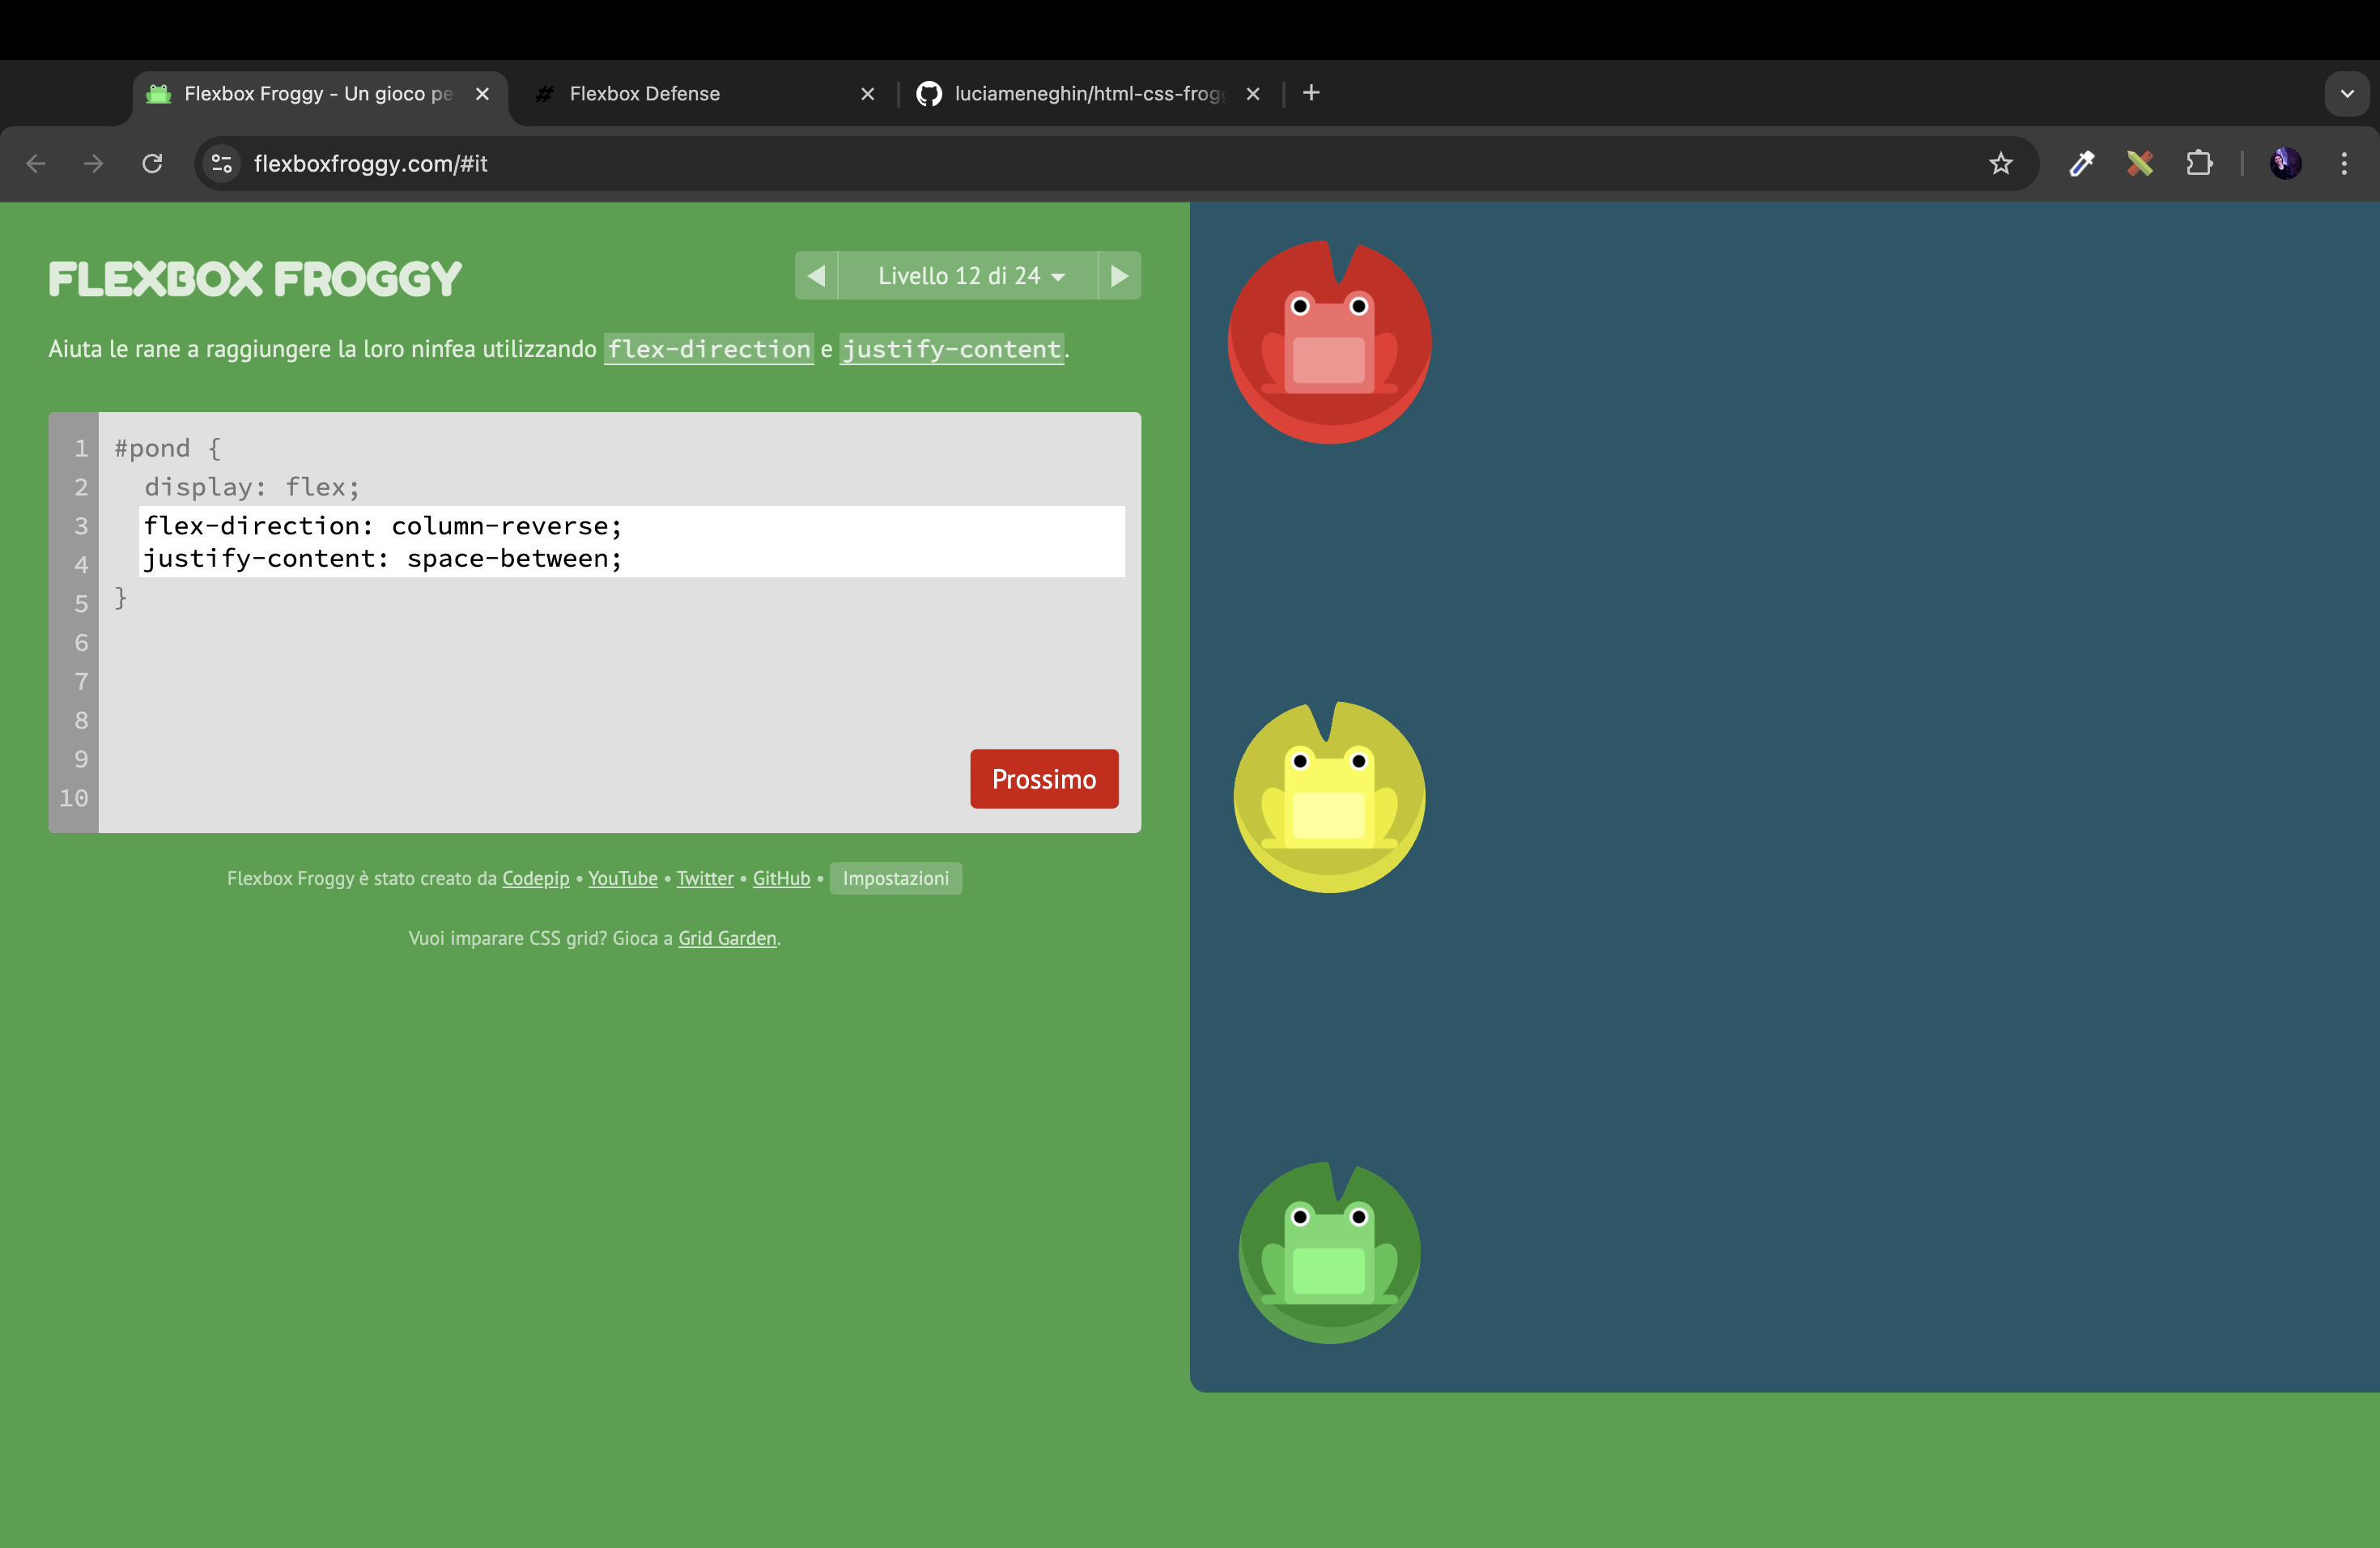 Flexbox Froggy - Un gioco pe
Flexbox Defense
luciameneghin/html-css-frog
flexboxfroggy.com/#it
FLEXBOX FROGGY
Livello 12 di 24
Aiuta le rane a raggiungere la loro ninfea utilizzando flex-direction e justify-content.
1 #pond {
2 display: flex;
3 flex-direction: column-reverse;
4 justify-content: space-between;
5 }
6
7
8
9
10
Prossimo
Flexbox Froggy è stato creato da Codepip • YouTube • Twitter • GitHub • Impostazioni
Vuoi imparare CSS grid? Gioca a Grid Garden.